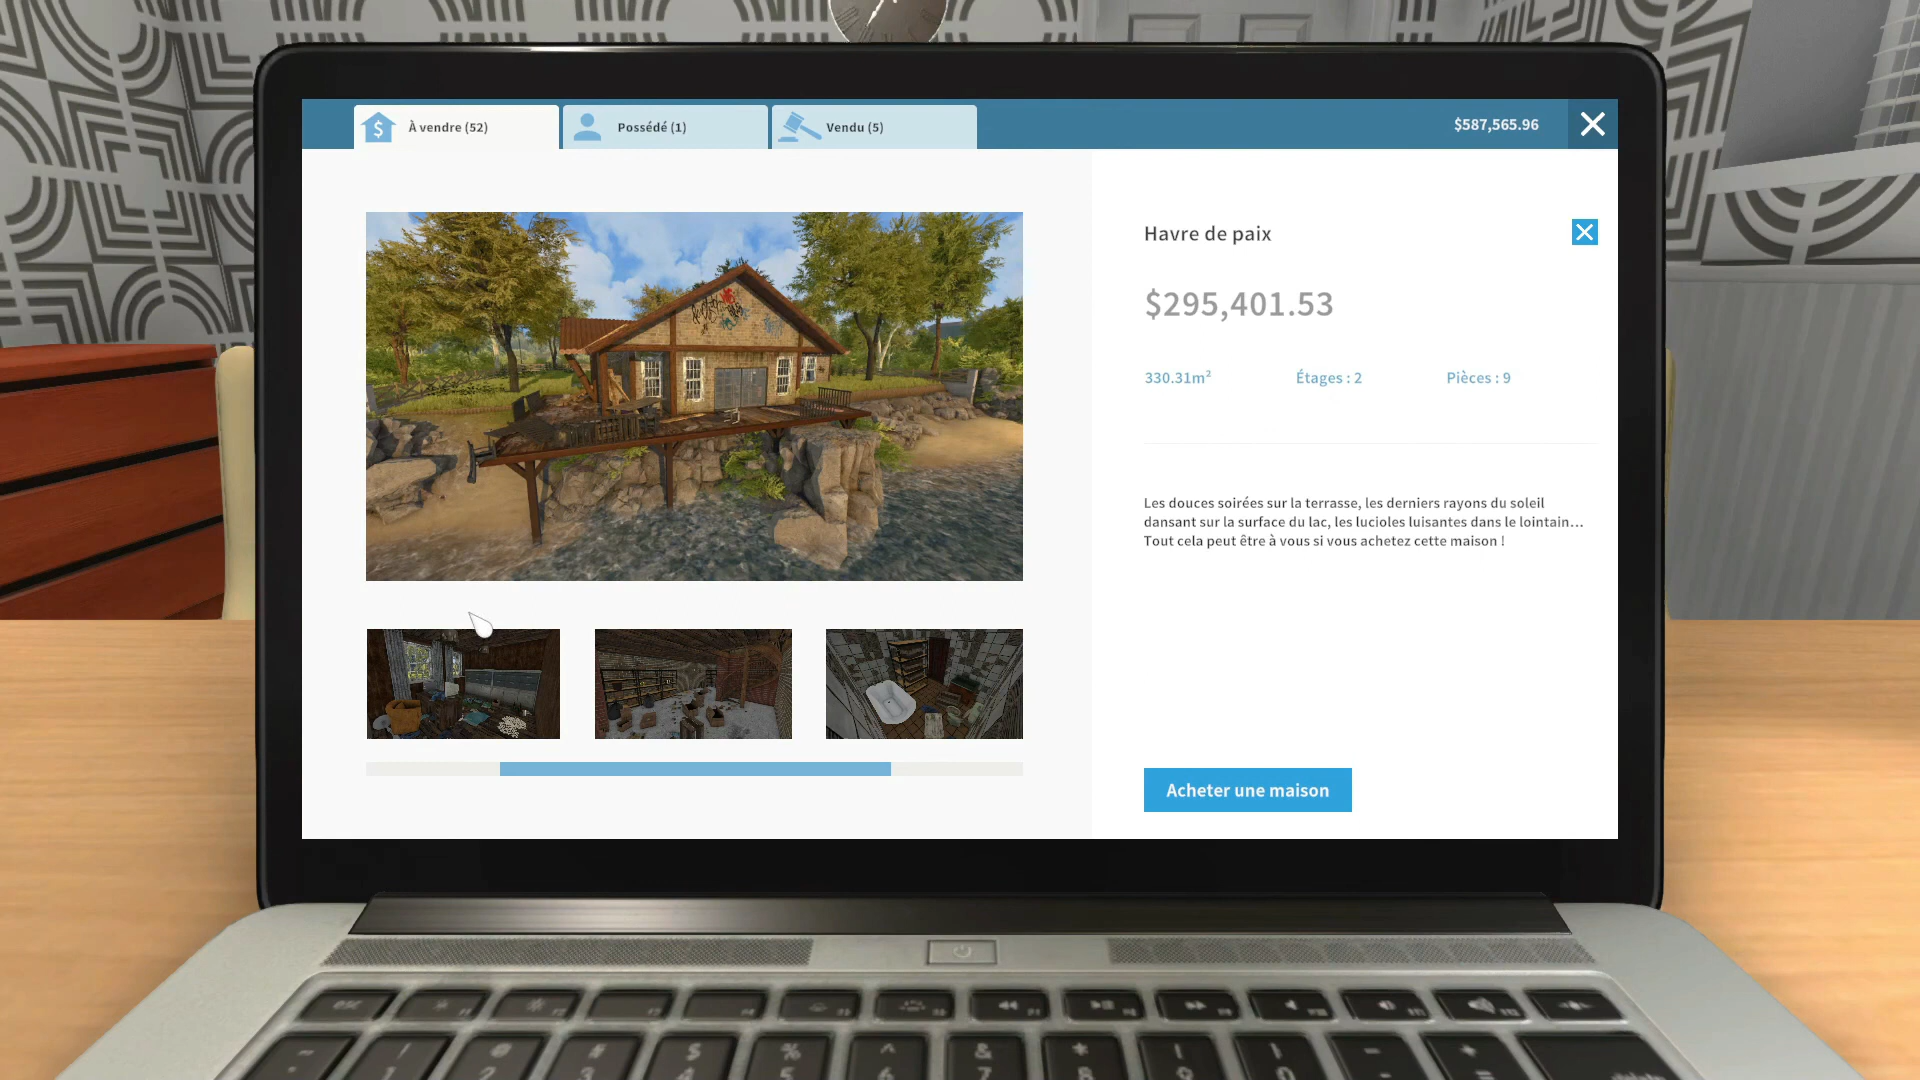 À vendre (52)
Possédé (1)
Vendu (5)
$587,565.96
Havre de paix
$295,401.53
330.31m²
Étages : 2
Pièces : 9
Les douces soirées sur la terrasse, les derniers rayons du soleil
dansant sur la surface du lac, les lucioles luisantes dans le lointain...
Tout cela peut être à vous si vous achetez cette maison !
Acheter une maison
esc